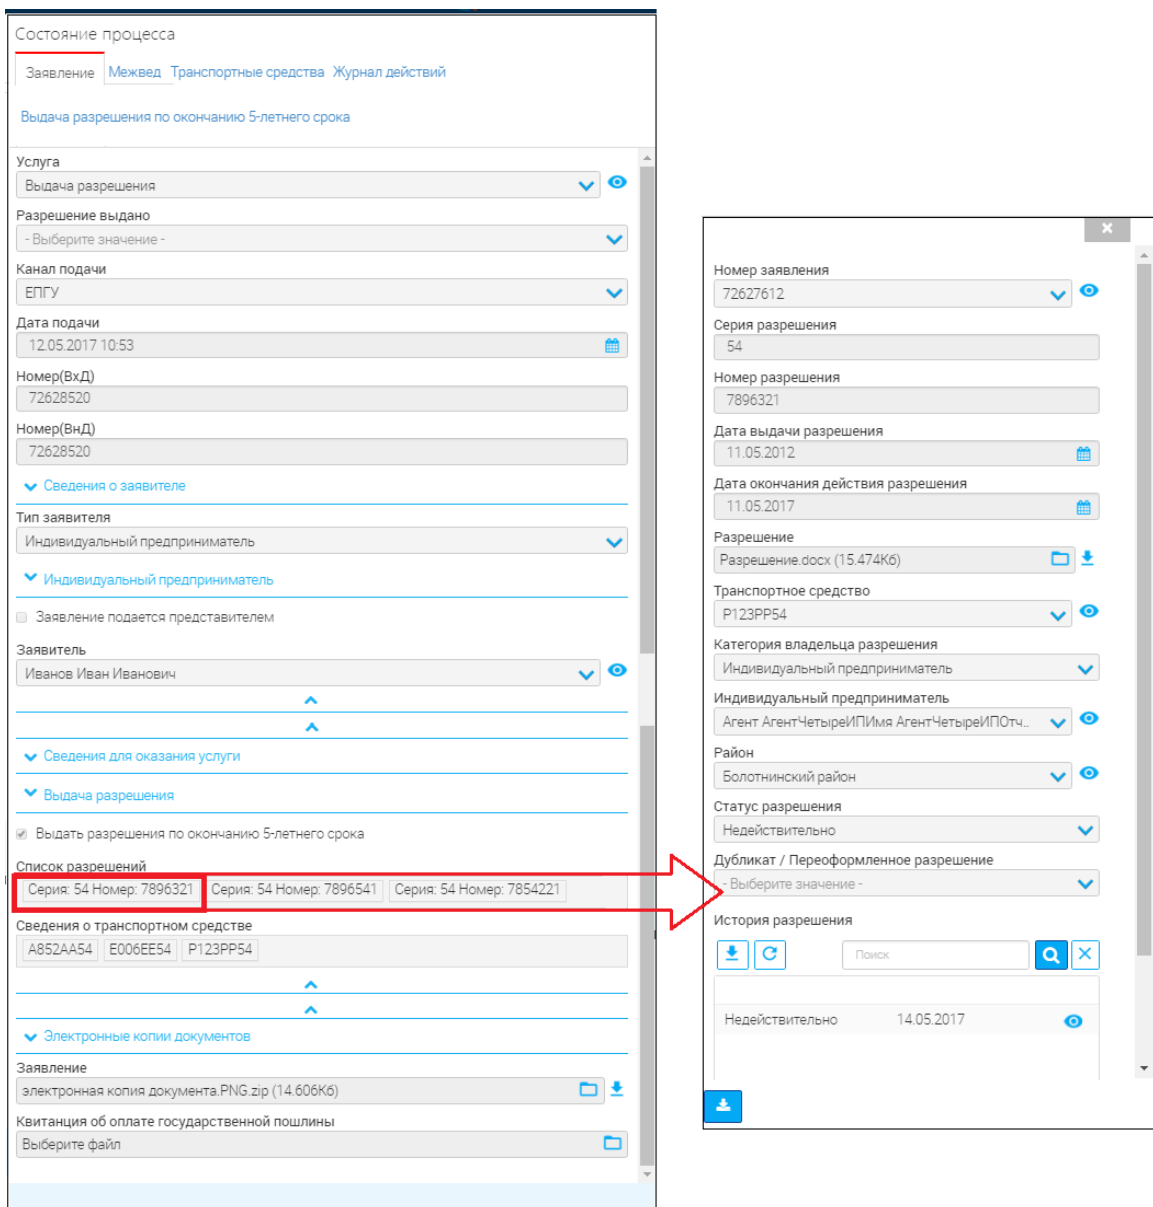 Состояние процесса
Заявление Межвед Транспортные средства Журнал действий
Выдача разрешения по окончанию 5-летнего срока
Услуга
Выдача разрешения
Разрешение выдано
- Выберите значение -
Канал подачи
ЕПГУ
Дата подачи
12.05.2017 10:53
Номер(ВхД)
72628520
Номер(ВнД)
72628520
Сведения о заявителе
Тип заявителя
Индивидуальный предприниматель
Индивидуальный предприниматель
Заявление подается представителем
Заявитель
Иванов Иван Иванович
Сведения для оказания услуги
Выдача разрешения
Выдать разрешения по окончанию 5-летнего срока
Список разрешений
Серия: 54 Номер: 7896321 Серия: 54 Номер: 7896541 Серия: 54 Номер: 7854221
Сведения о транспортном средстве
А852АА54 Е006ЕЕ54 Р123РР54
Электронные копии документов
Заявление
электронная копия документа.PNG.zip (14.606Кб)
Квитанция об оплате государственной пошлины
Выберите файл
Номер заявления
72627612
Серия разрешения
54
Номер разрешения
7896321
Дата выдачи разрешения
11.05.2012
Дата окончания действия разрешения
11.05.2017
Разрешение
Разрешение.docx (15.474Кб)
Транспортное средство
Р123РР54
Категория владельца разрешения
Индивидуальный предприниматель
Индивидуальный предприниматель
Агент АгентЧетыреИПИмя АгентЧетыреИПОтч..
Район
Болотнинский район
Статус разрешения
Недействительно
Дубликат / Переоформленное разрешение
- Выберите значение -
История разрешения
Поиск
Недействительно 14.05.2017